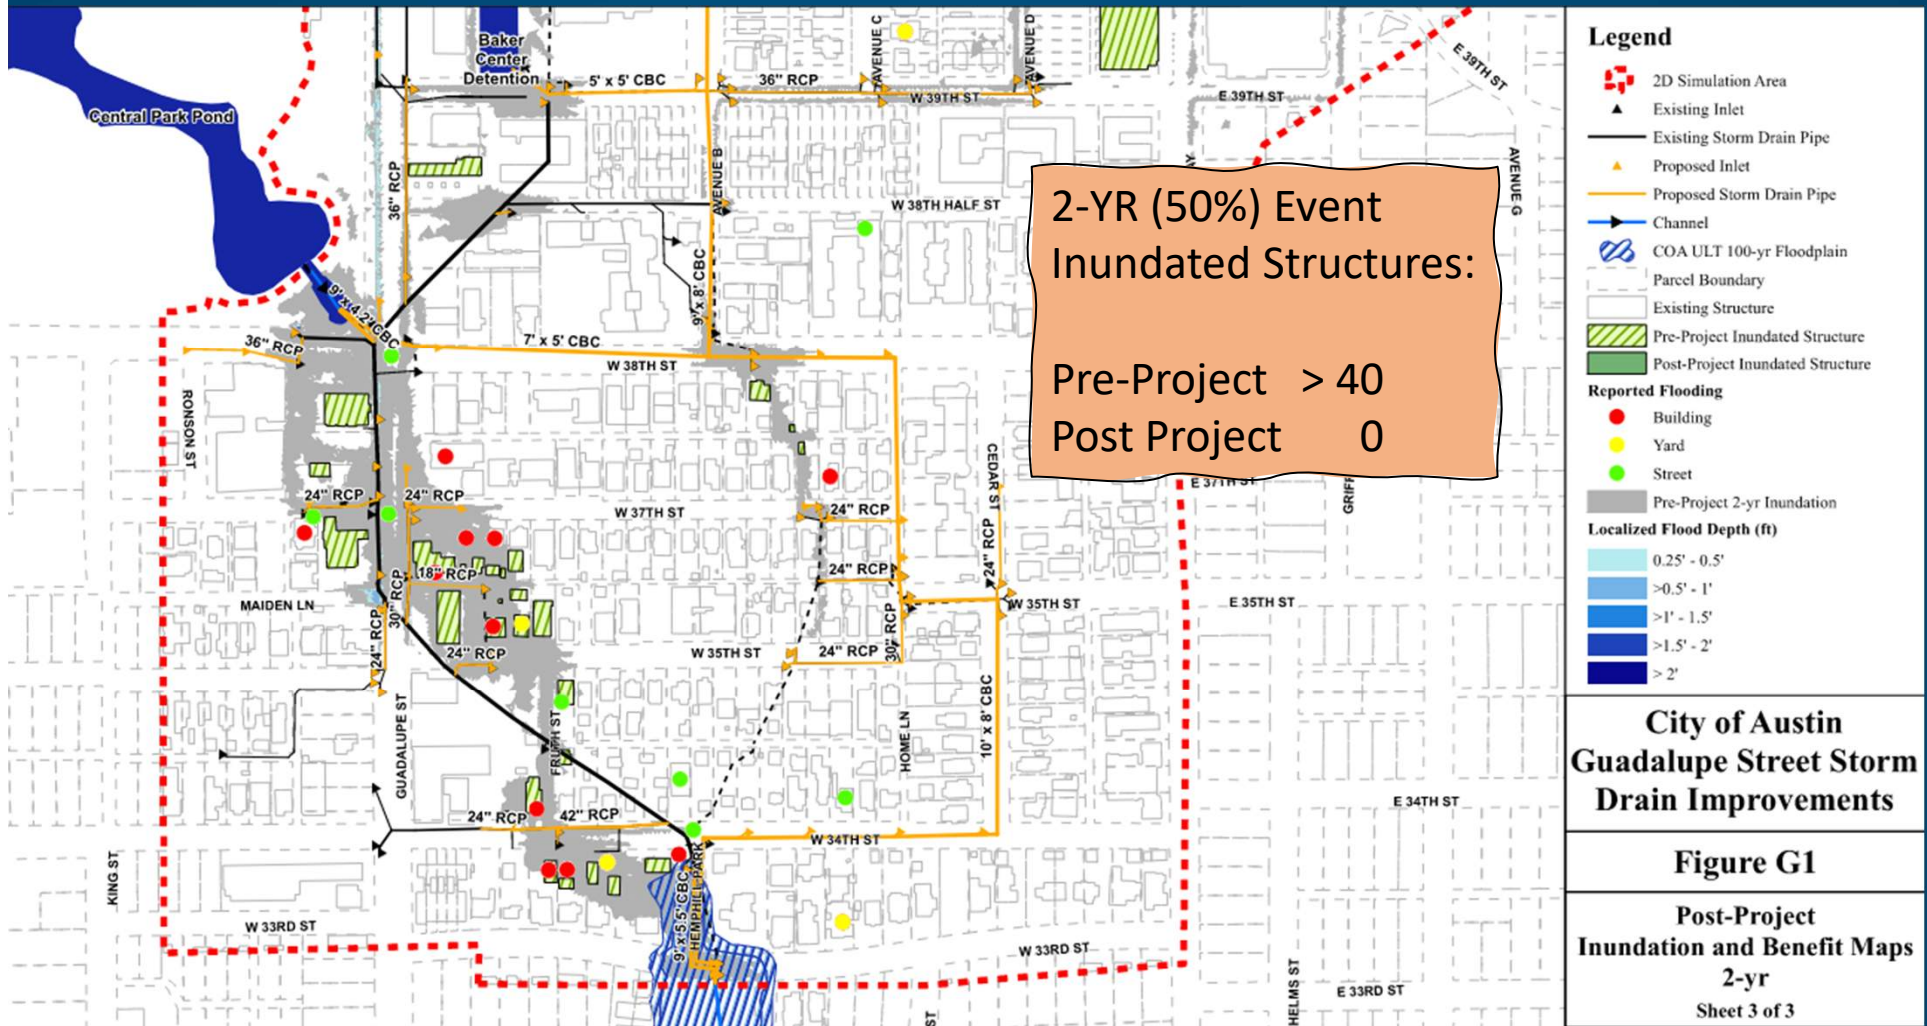 Baker
Center
Detention
Central Park Pond
5' x 5' CBC
36" RCP
AVENUE C
AVENUE D
W 39TH ST
E 39TH ST
E 39TH ST
36" RCP
AVENUE B
W 38TH HALF ST
AVENUE G
9' x 8' CBC
9' x 4.2' CBC
36" RCP
7' x 5' CBC
W 38TH ST
2-YR (50%) Event
Inundated Structures:
Pre-Project > 40
Post Project 0
RONSON ST
CEDAR ST
E 37TH ST
24" RCP
24" RCP
W 37TH ST
24" RCP
24" RCP
18" RCP
24" RCP
30" RCP
MAIDEN LN
24" RCP
W 35TH ST
E 35TH ST
24" RCP
W 35TH ST
24" RCP
30" RCP
GUADALUPE ST
FRUTH ST
HOME LN
10' x 8' CBC
24" RCP
42" RCP
W 34TH ST
E 34TH ST
KING ST
9' x 5.5' CBC
HEMPHILL PARK
W 33RD ST
W 33RD ST
E 33RD ST
HELMS ST
ST
Legend
2D Simulation Area
Existing Inlet
Existing Storm Drain Pipe
Proposed Inlet
Proposed Storm Drain Pipe
Channel
COA ULT 100-yr Floodplain
Parcel Boundary
Existing Structure
Pre-Project Inundated Structure
Post-Project Inundated Structure
Reported Flooding
Building
Yard
Street
Pre-Project 2-yr Inundation
Localized Flood Depth (ft)
0.25' - 0.5'
>0.5' - 1'
>1' - 1.5'
>1.5' - 2'
> 2'
City of Austin
Guadalupe Street Storm
Drain Improvements
Figure G1
Post-Project
Inundation and Benefit Maps
2-yr
Sheet 3 of 3